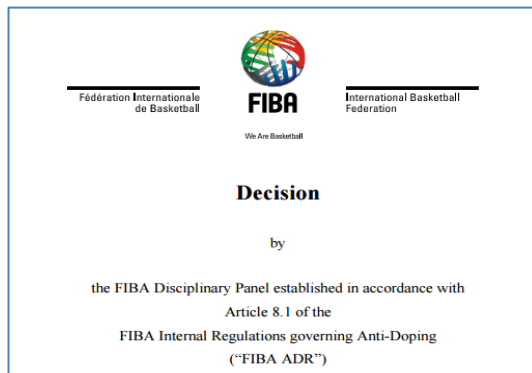 Fédération Internationale
de Basketball
FIBA
We Are Basketball
International Basketball
Federation
Decision
by
the FIBA Disciplinary Panel established in accordance with
Article 8.1 of the
FIBA Internal Regulations governing Anti-Doping
(“FIBA ADR”)